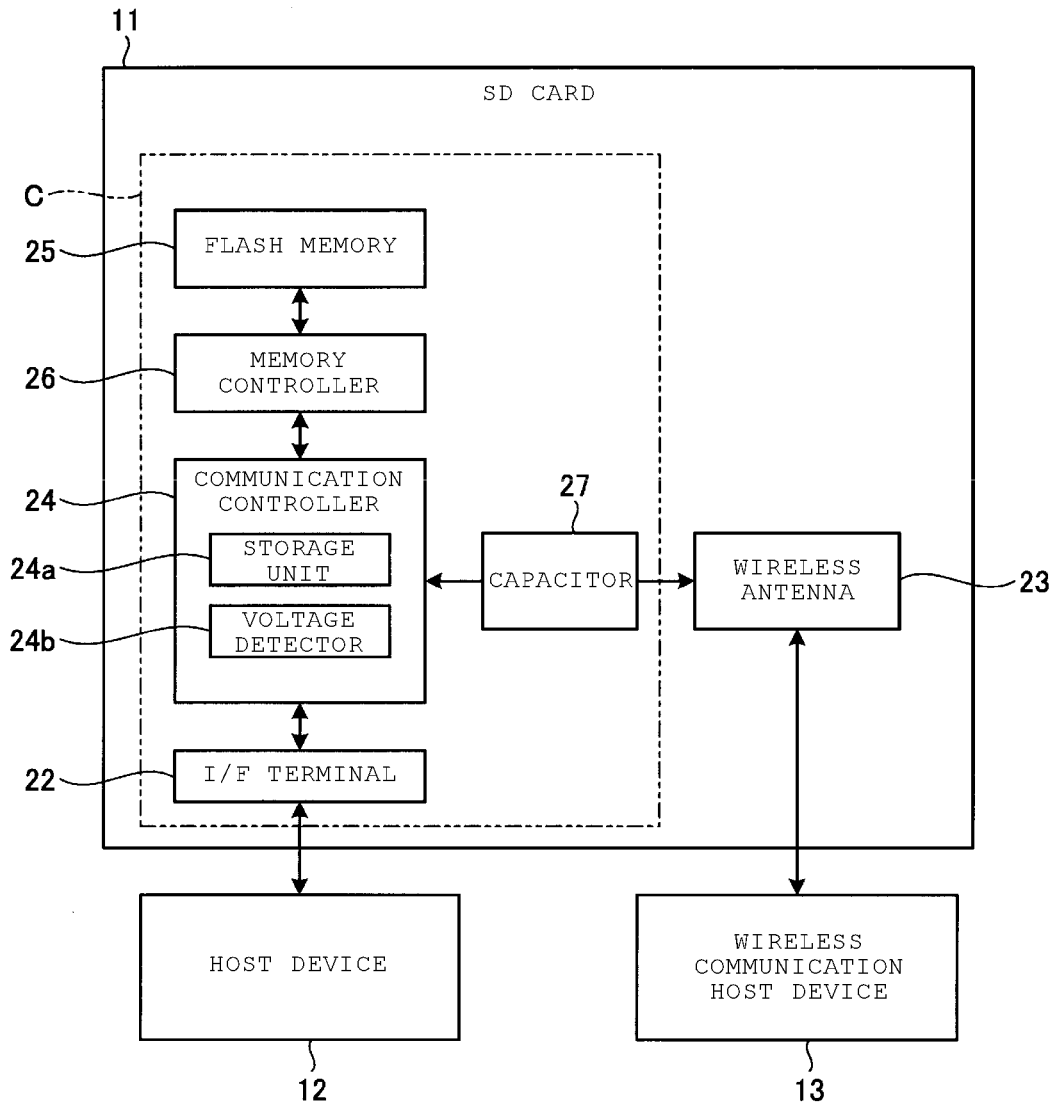 11
SD CARD
C
25
FLASH MEMORY
26
MEMORY
CONTROLLER
24
COMMUNICATION
CONTROLLER
27
24a
STORAGE
UNIT
CAPACITOR
WIRELESS
ANTENNA
23
24b
VOLTAGE
DETECTOR
22
I/F TERMINAL
HOST DEVICE
WIRELESS
COMMUNICATION
HOST DEVICE
12
13